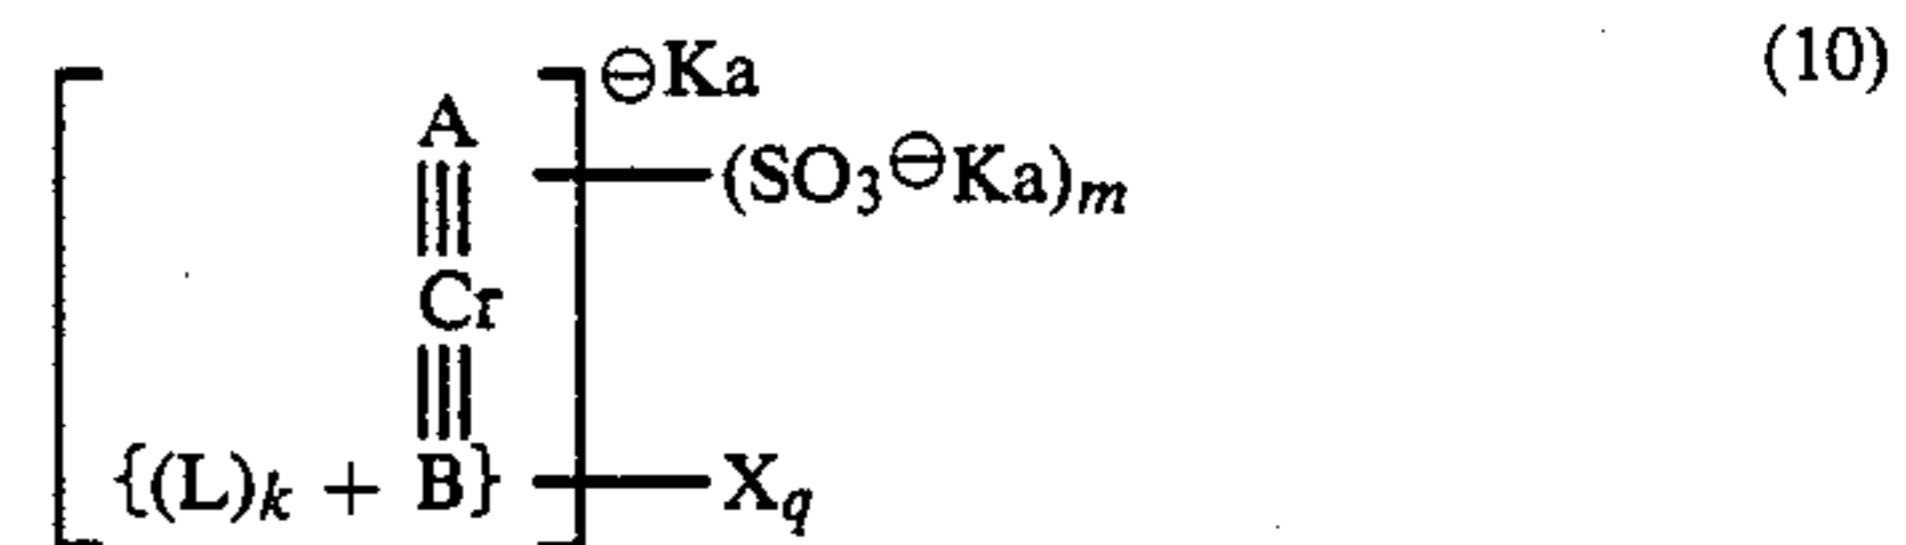 (10)
⊖Ka
A
(SO3⊖Ka)m
Cr
{(L)k + B}
Xq